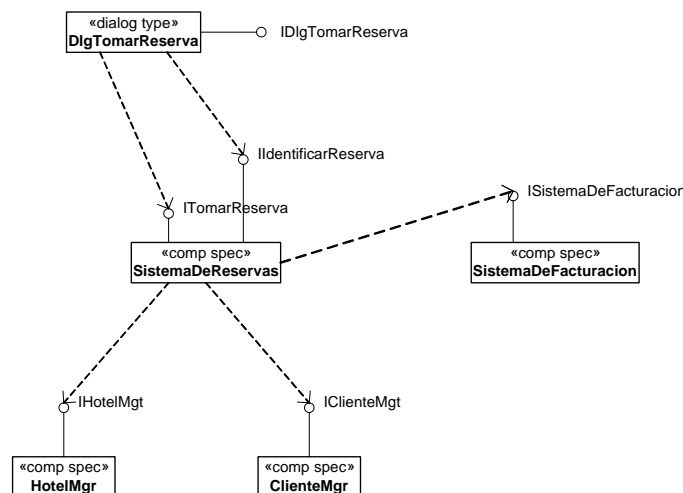 «dialog type»
DlgTomarReserva
IDlgTomarReserva
IIdentificarReserva
ITomarReserva
ISistemaDeFacturacion
«comp spec»
SistemaDeReservas
«comp spec»
SistemaDeFacturacion
IHotelMgt
IClienteMgt
«comp spec»
HotelMgr
«comp spec»
ClienteMgr